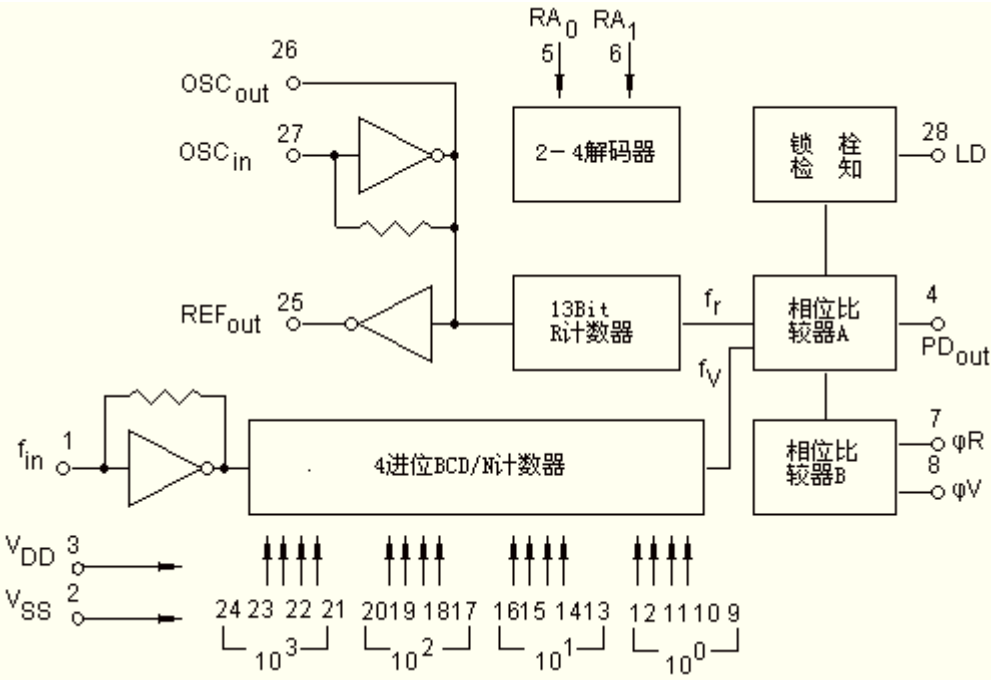 RA0 RA1
5 6
26
OSCout
27
OSCin
2-4解码器
锁 栓
检 知
28
LD
25
REFout
13Bit
R计数器
fr
fV
相位比
较器A
4
PDout
fin
1
4进位BCD/N计数器
相位比
较器B
7
φR
8
φV
VDD 3
VSS 2
24 23 22 21 2019 1817 1615 1413 12 11 10 9
10³ 10² 10¹ 10⁰